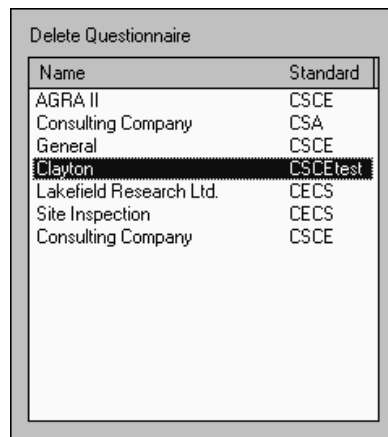 Delete Questionnaire
Name Standard
AGRA II CSCE
Consulting Company CSA
General CSCE
Clayton CSCEtest
Lakefield Research Ltd. CECS
Site Inspection CECS
Consulting Company CSCE